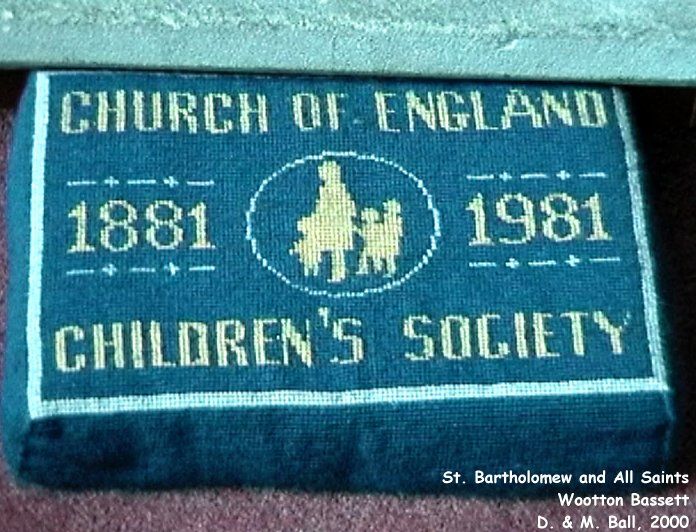 CHURCH OF ENGLAND
1881 1981
CHILDREN'S SOCIETY
St. Bartholomew and All Saints
Wootton Bassett
D. & M. Ball, 2000